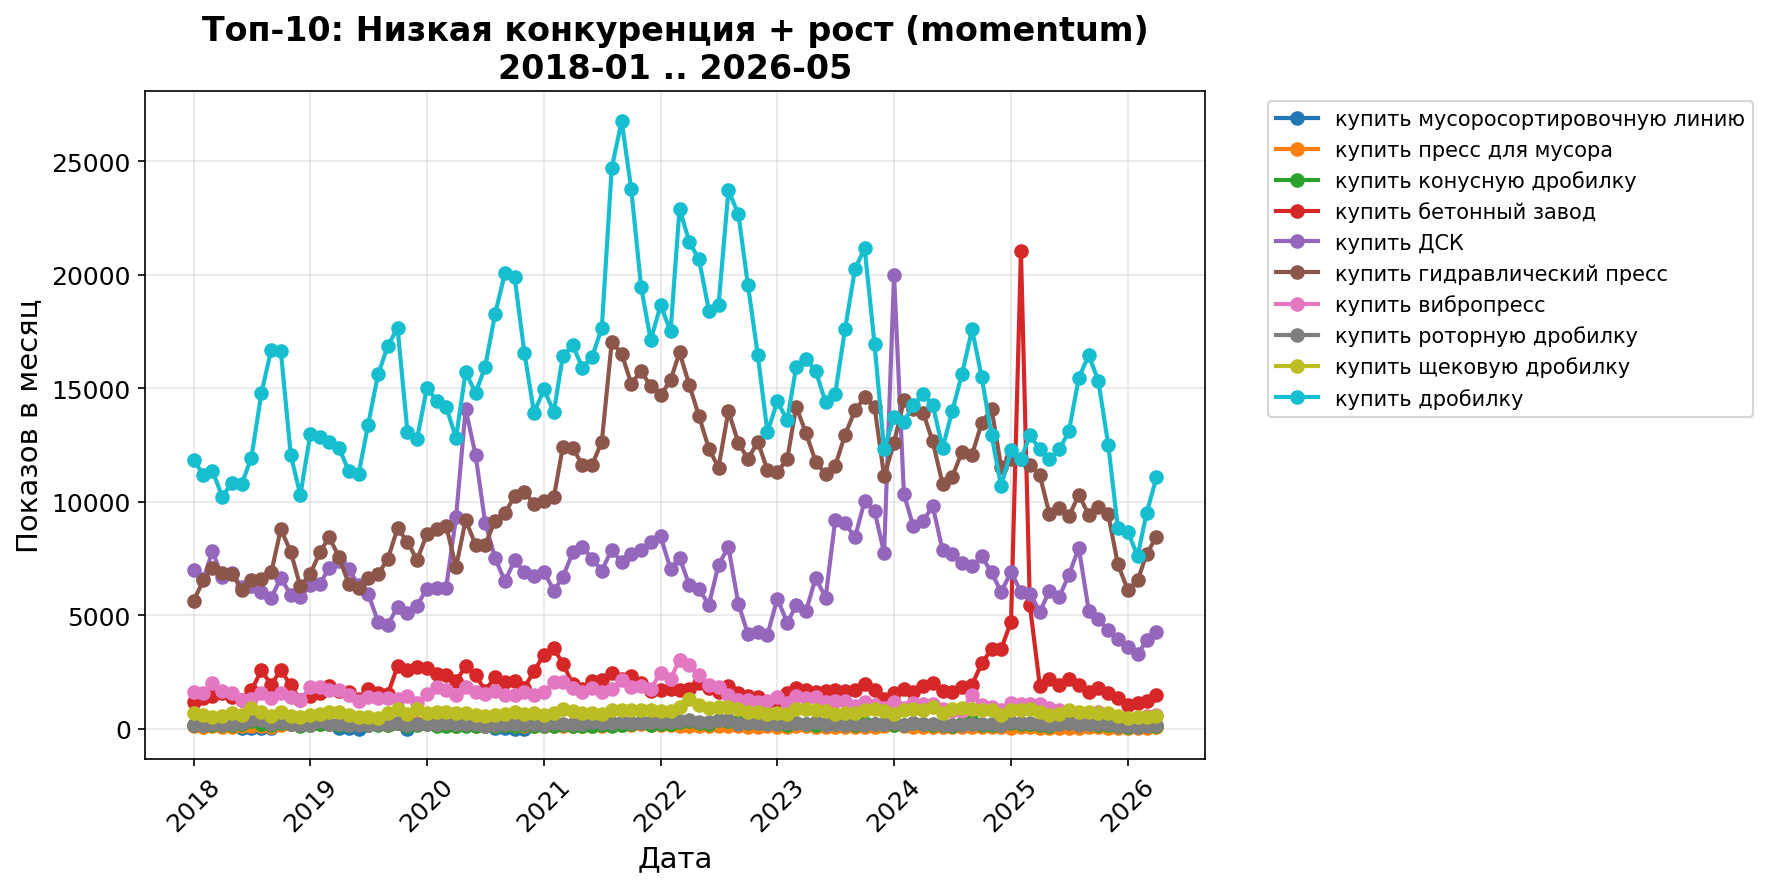 Топ-10: Низкая конкуренция + рост (momentum)
2018-01 .. 2026-05
Показов в месяц
25000
20000
15000
10000
5000
0
2018
2019
2020
2021
2022
2023
2024
2025
2026
Дата
купить мусоросортировочную линию
купить пресс для мусора
купить конусную дробилку
купить бетонный завод
купить ДСК
купить гидравлический пресс
купить вибропресс
купить роторную дробилку
купить щековую дробилку
купить дробилку